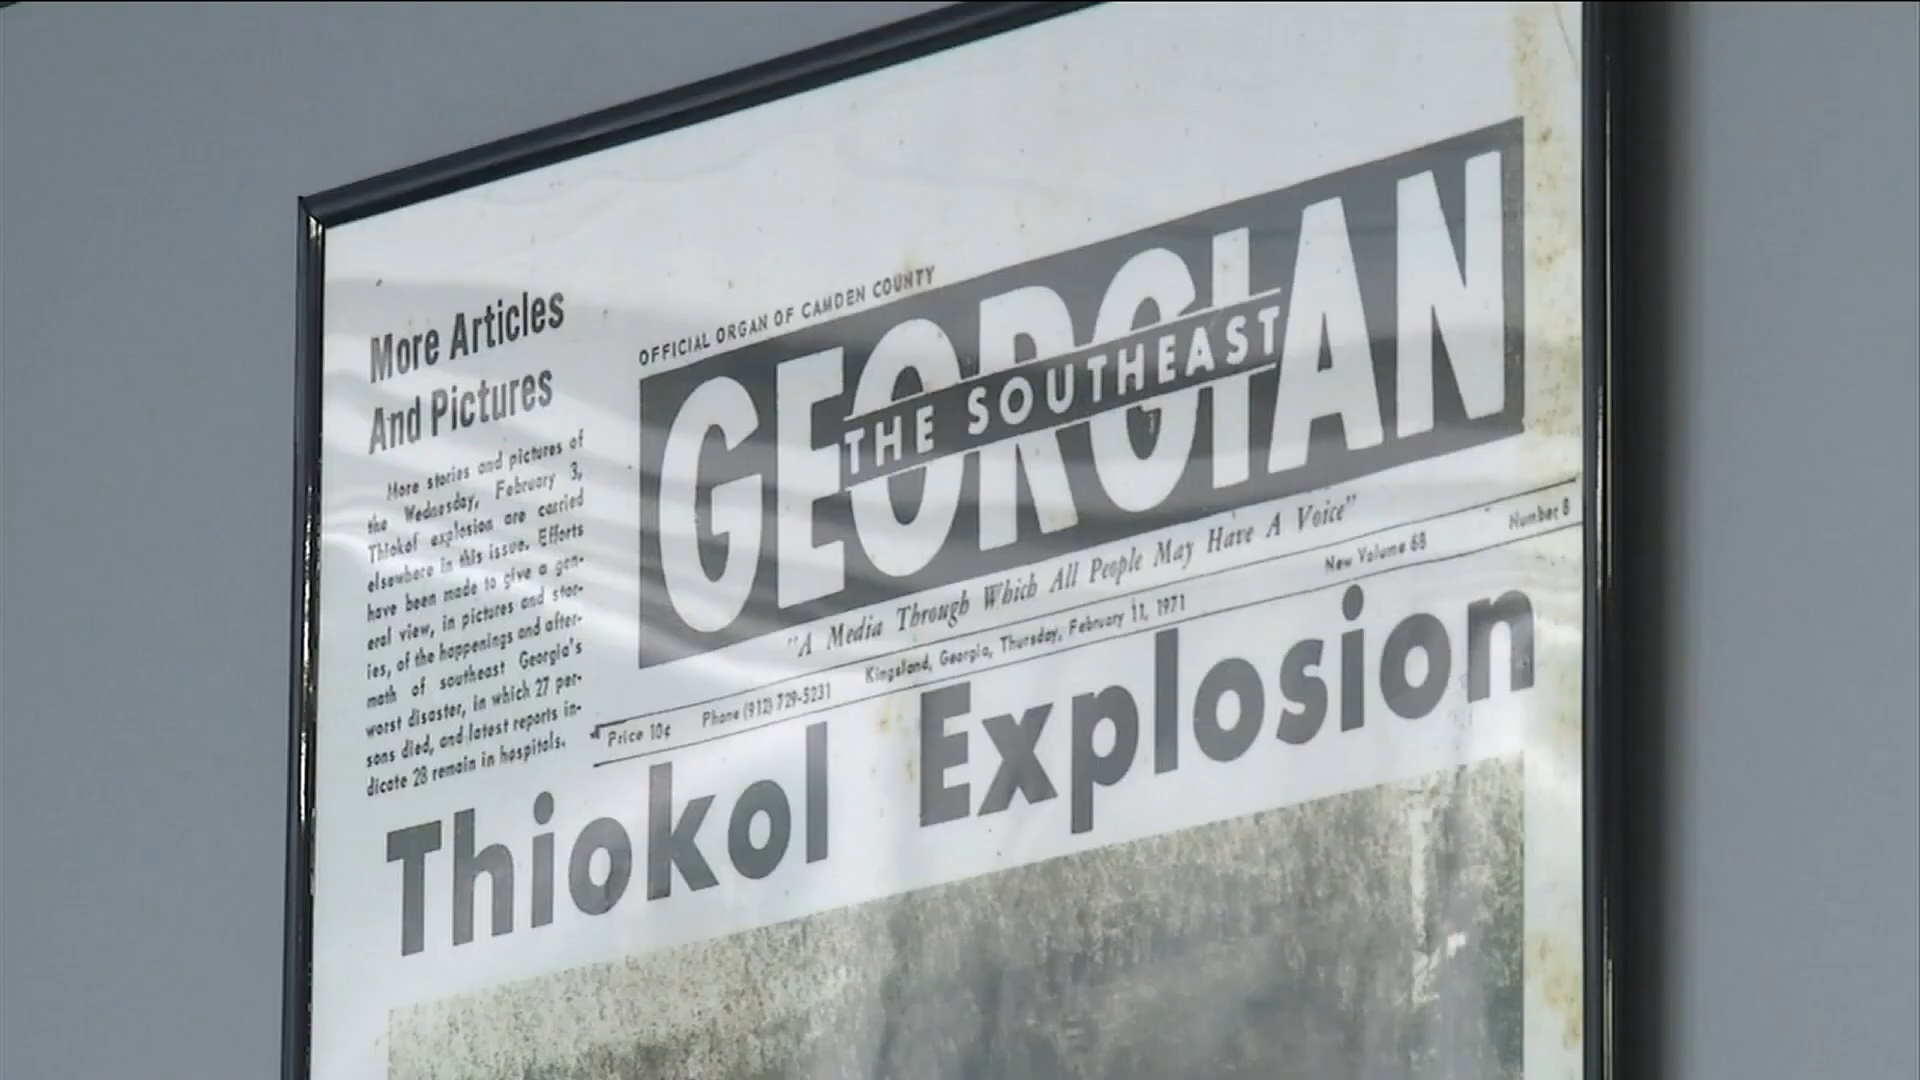 More Articles
And Pictures
More stories and pictures of
the Wednesday, February 3,
Thiokol explosion are carried
elsewhere in this issue. Efforts
have been made to give a gen-
eral view, in pictures and stor-
ies, of the happenings and after-
math of southeast Georgia's
worst disaster, in which 27 per-
sons died, and latest reports in-
dicate 28 remain in hospitals.
OFFICIAL ORGAN OF CAMDEN COUNTY
GEORGIAN
THE SOUTHEAST
"A Media Through Which All People May Have A Voice"
Price 10¢ Phone (912) 729-5231 Kingsland, Georgia, Thursday, February 11, 1971 New Volume 68 Number 8
Thiokol Explosion